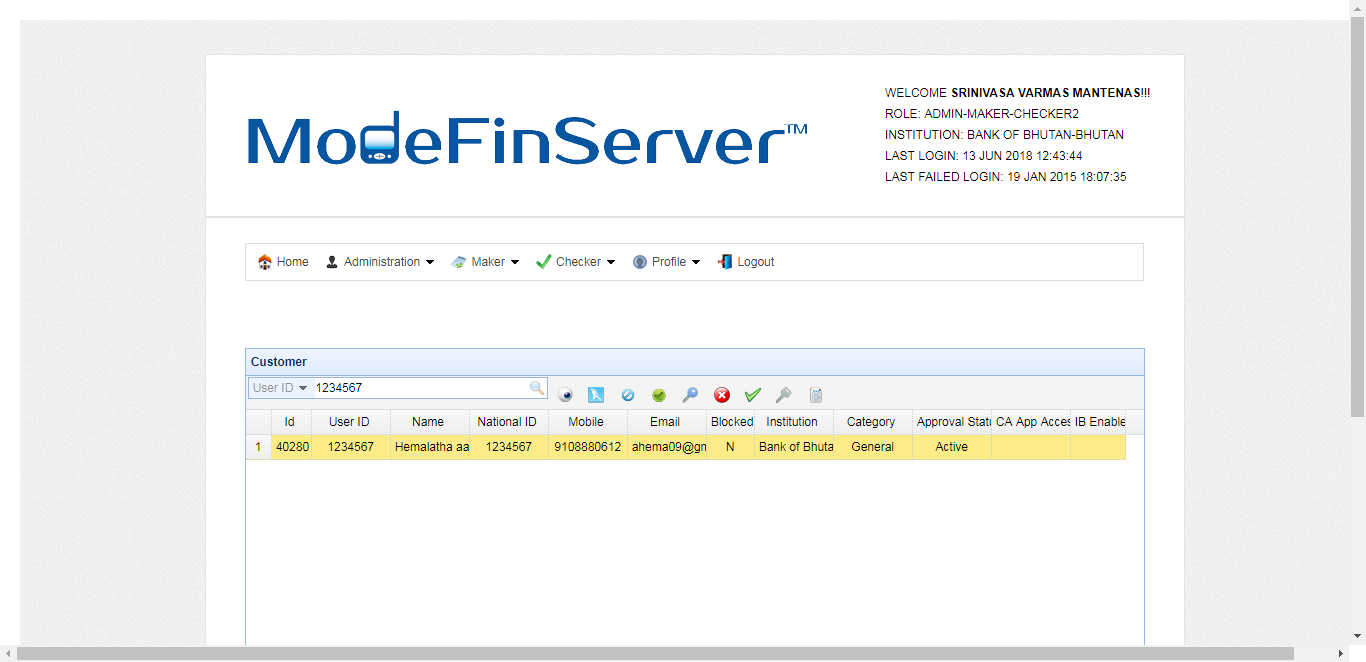 WELCOME SRINIVASA VARMAS MANTENAS!!!
ROLE: ADMIN-MAKER-CHECKER2
INSTITUTION: BANK OF BHUTAN-BHUTAN
LAST LOGIN: 13 JUN 2018 12:43:44
LAST FAILED LOGIN: 19 JAN 2015 18:07:35
ModeFinServer™
Home Administration Maker Checker Profile Logout
Customer
User ID 1234567
Id User ID Name National ID Mobile Email Blocked Institution Category Approval Statu CA App Acces IB Enable
1 40280 1234567 Hemalatha aa 1234567 9108880612 ahema09@gm N Bank of Bhuta General Active